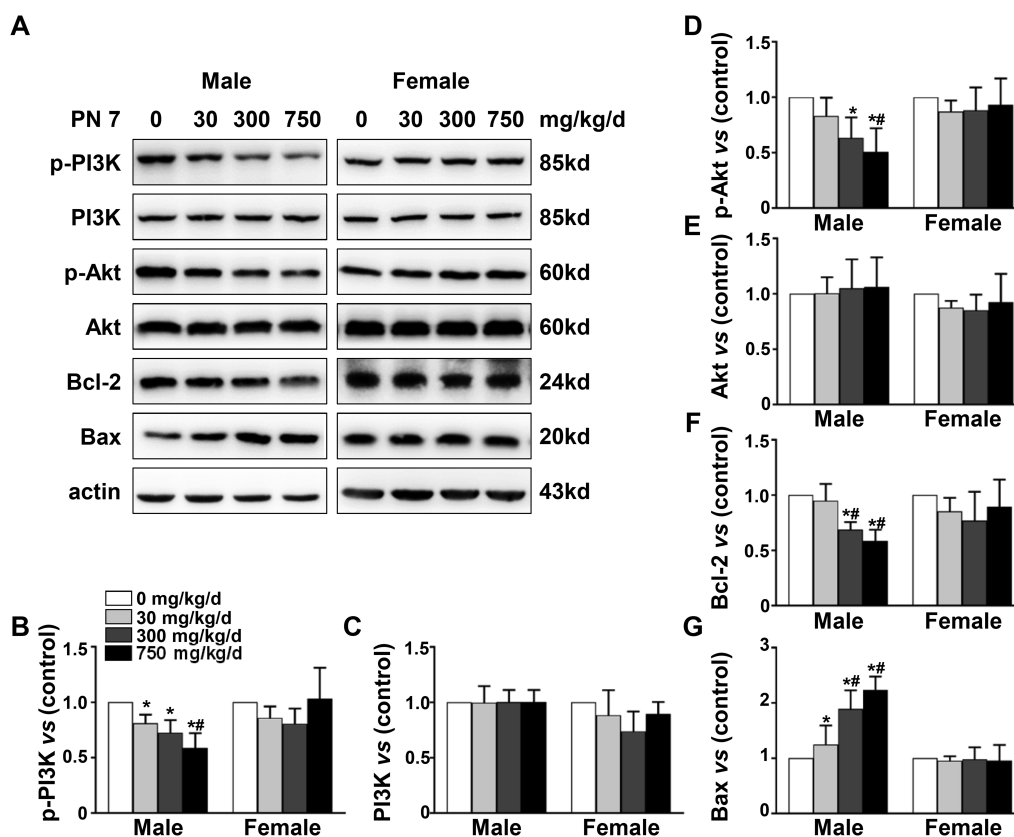 A
Male Female
PN 7 0 30 300 750 0 30 300 750 mg/kg/d
p-PI3K 85kd
PI3K 85kd
p-Akt 60kd
Akt 60kd
Bcl-2 24kd
Bax 20kd
actin 43kd
0 mg/kg/d
30 mg/kg/d
300 mg/kg/d
750 mg/kg/d
B
p-PI3K vs (control)
1.5
1.0
0.5
0
* * *#
Male Female
C
PI3K vs (control)
1.5
1.0
0.5
0
Male Female
D
p-Akt vs (control)
1.5
1.0
0.5
0
* *#
Male Female
E
Akt vs (control)
1.5
1.0
0.5
0
Male Female
F
Bcl-2 vs (control)
1.5
1.0
0.5
0
*# *#
Male Female
G
Bax vs (control)
3
2
1
0
* *# *#
Male Female